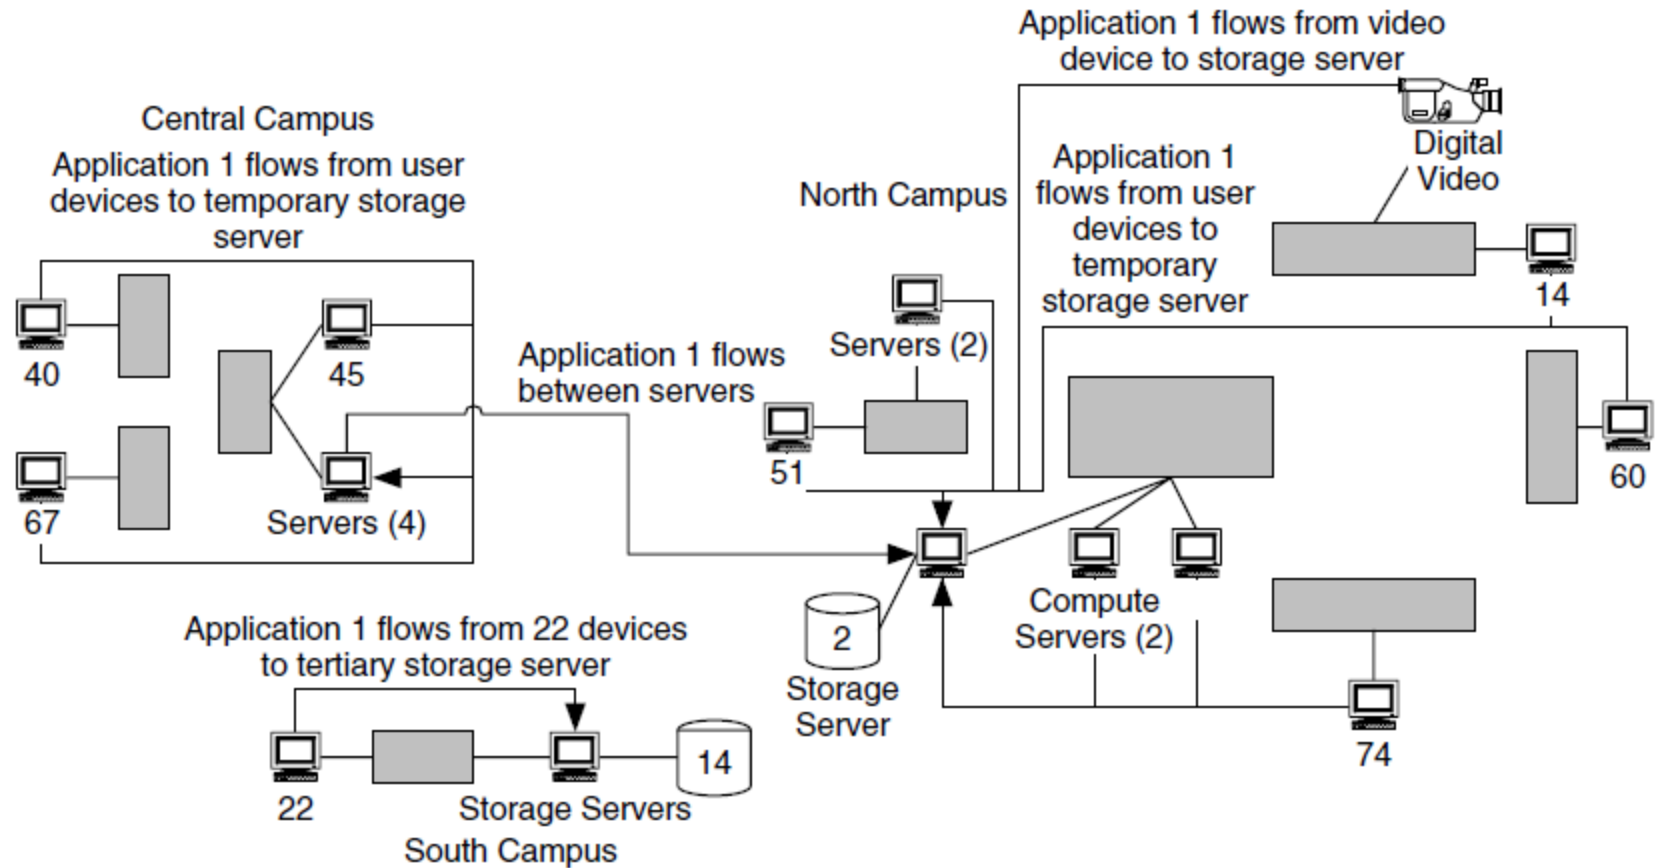 Application 1 flows from video
device to storage server
Digital
Video
Central Campus
Application 1 flows from user
devices to temporary storage
server
North Campus
Application 1
flows from user
devices to
temporary
storage server
14
40
45
Servers (2)
Application 1 flows
between servers
51
60
67
Servers (4)
Compute
Servers (2)
2
Storage
Server
74
Application 1 flows from 22 devices
to tertiary storage server
14
22
Storage Servers
South Campus